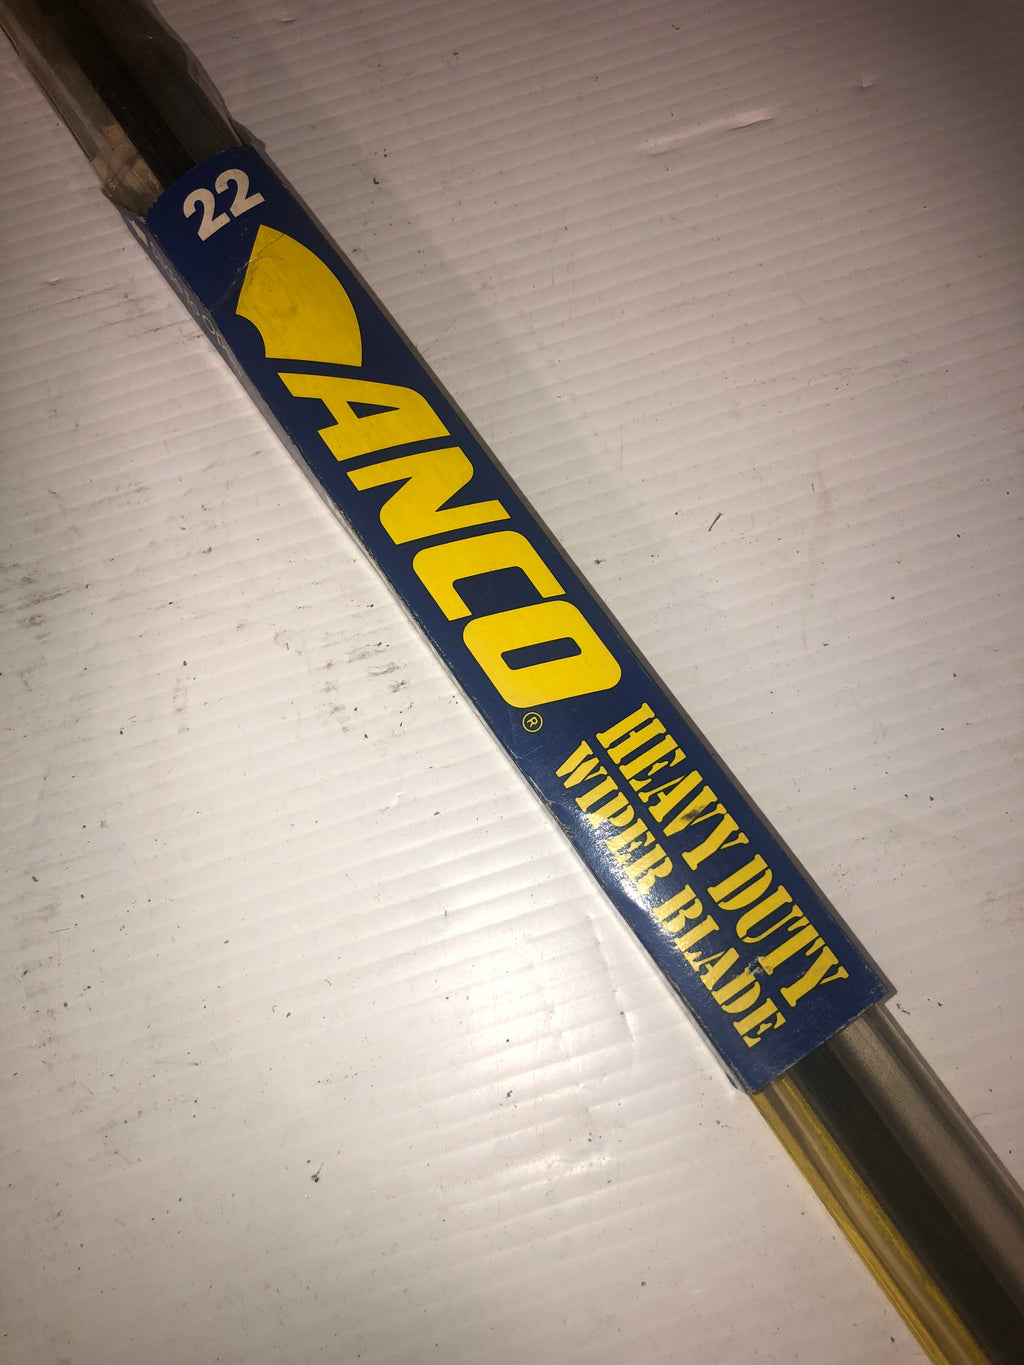 22
ANCO®
HEAVY DUTY
WIPER BLADE